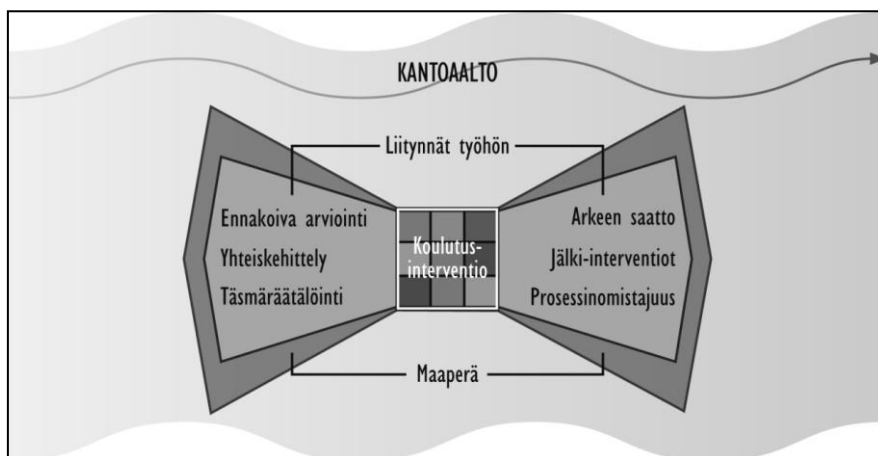 KANTOAALTO
Liitynnät työhön
Ennakoiva arviointi
Yhteiskehittely
Täsmäräätälöinti
Koulutus-
interventio
Arkeen saatto
Jälki-interventiot
Prosessinomistajuus
Maaperä